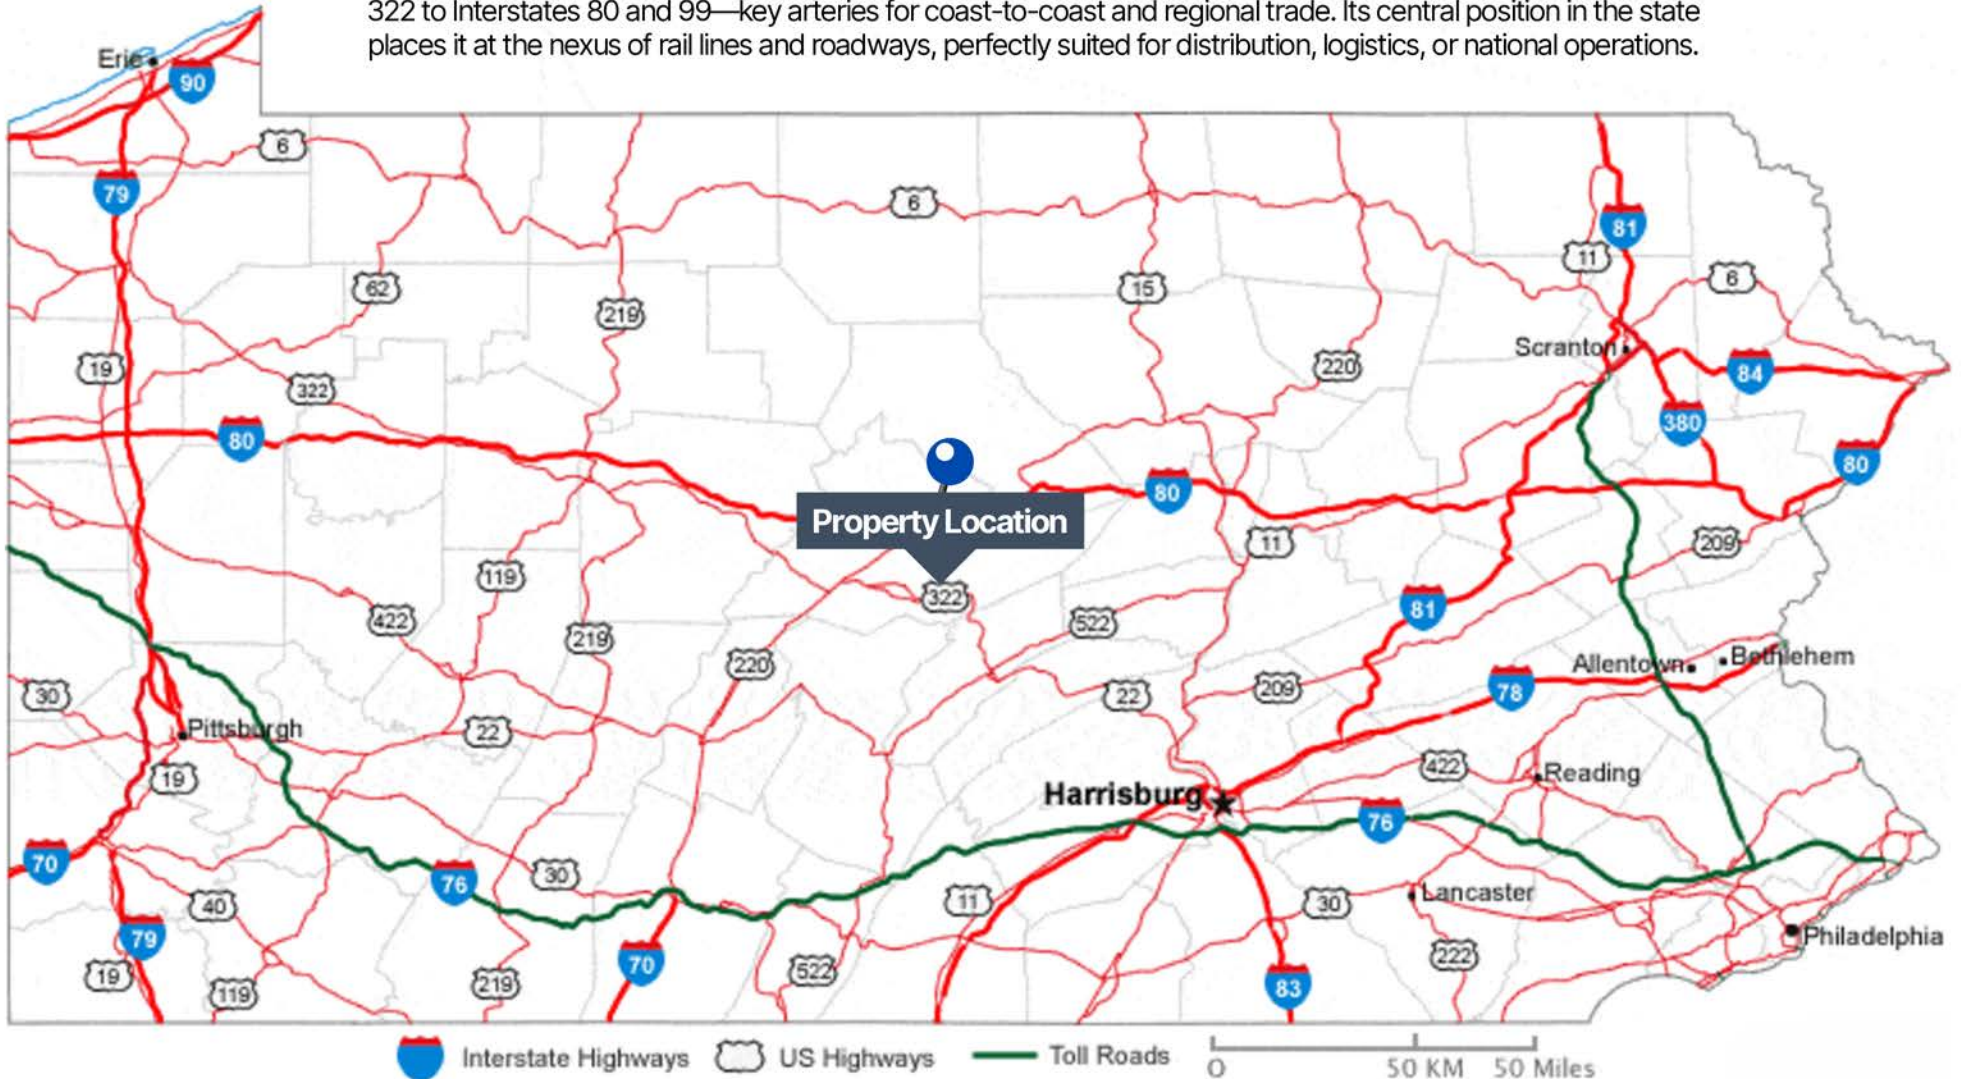 322 to Interstates 80 and 99—key arteries for coast-to-coast and regional trade. Its central position in the state
places it at the nexus of rail lines and roadways, perfectly suited for distribution, logistics, or national operations.
Erie
90
6
79
6
81
11
6
62
15
219
Scranton
19
220
84
322
380
80
80
80
Property Location
11
209
119
322
81
422
522
219
Bethlehem
Allentown
220
78
209
30
22
Pittsburgh
22
422
Reading
19
Harrisburg
76
70
30
76
Lancaster
11
30
40
Philadelphia
79
222
70
522
19
219
83
119
Interstate Highways
US Highways
Toll Roads
0
50 KM
50 Miles